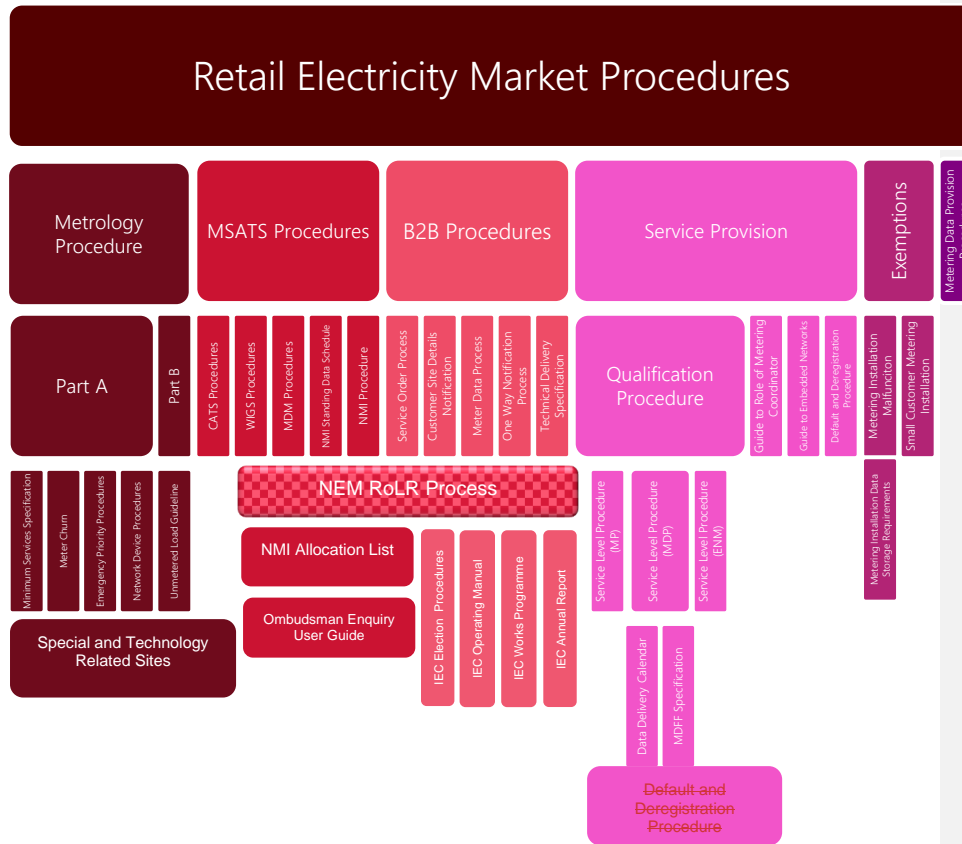 Retail Electricity Market Procedures
Metrology
Procedure
MSATS Procedures
B2B Procedures
Service Provision
Exemptions
Metering Data Provision
Part A
Part B
CATS Procedures
WIGS Procedures
MDM Procedures
NMI Standing Data Schedule
NMI Procedure
Service Order Process
Customer Site Details
Notification
Meter Data Process
One Way Notification
Process
Technical Delivery
Specification
Qualification
Procedure
Guide to Role of Metering
Coordinator
Guide to Embedded Networks
Default and Deregistration
Procedure
Metering Installation
Malfunciton
Small Customer Metering
Installation
Minimum Services Specification
Meter Churn
Emergency Priority Procedures
Network Device Procedures
Unmetered Load Guideline
NEM RoLR Process
Service Level Procedure
(MP)
Service Level Procedure
(MDP)
Service Level Procedure
(ENM)
Metering Installation Data
Storage Requirements
NMI Allocation List
Ombudsman Enquiry
User Guide
IEC Election Procedures
IEC Operating Manual
IEC Works Programme
IEC Annual Report
Special and Technology
Related Sites
Data Delivery Calendar
MDFF Specification
Default and
Deregistration
Procedure